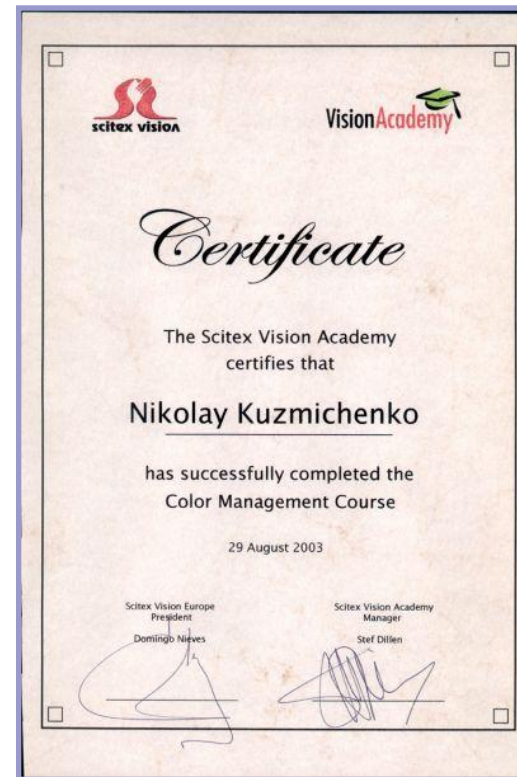 scitex vision
VisionAcademy
Certificate
The Scitex Vision Academy
certifies that
Nikolay Kuzmichenko
has successfully completed the
Color Management Course
29 August 2003
Scitex Vision Europe
President
Domingo Nieves
Scitex Vision Academy
Manager
Stef Dillen